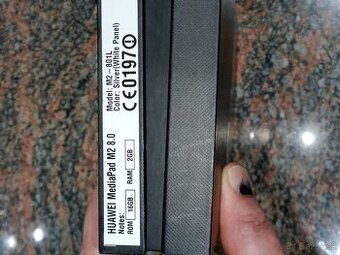 HUAWEI MediaPad M2 8.0
Model: M2-801L
Notes:
Color: Silver(White Panel)
ROM 16GB RAM 2GB
CE0197